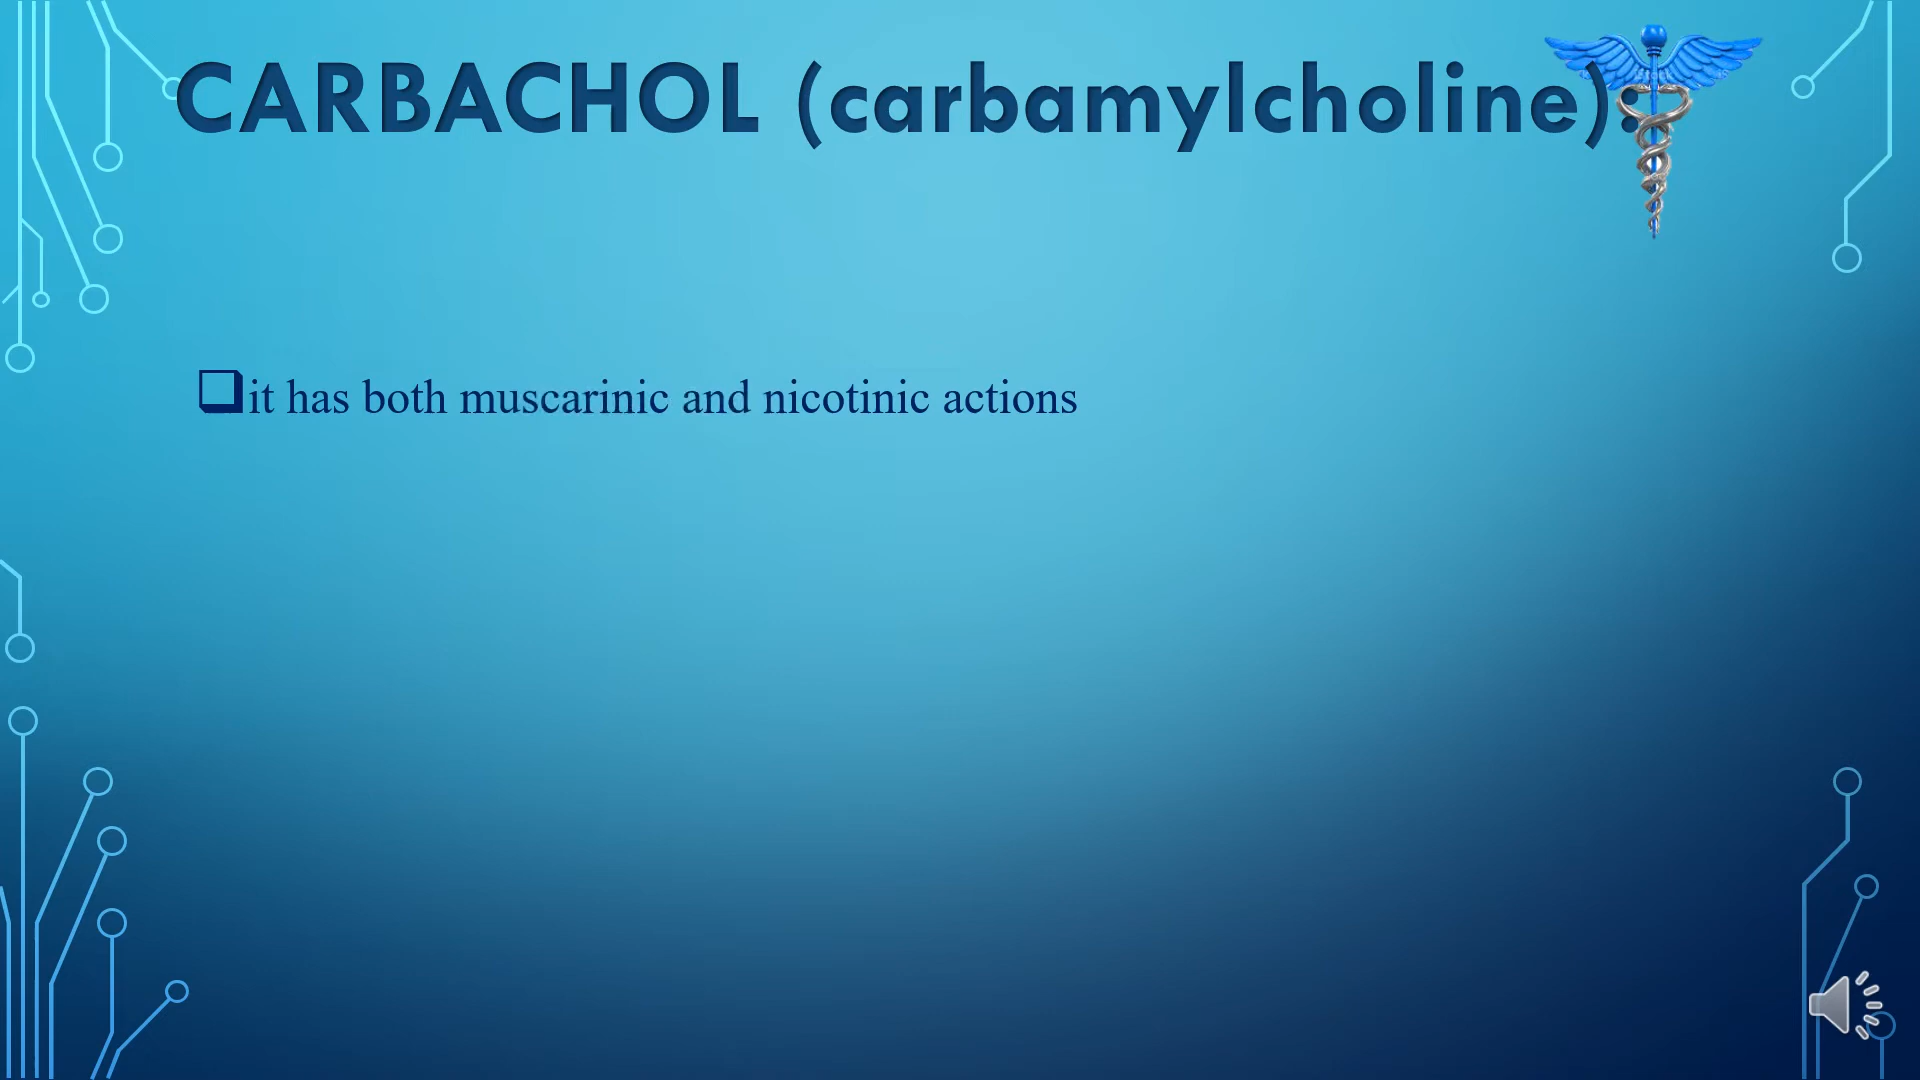 CARBACHOL (carbamylcholine):
it has both muscarinic and nicotinic actions